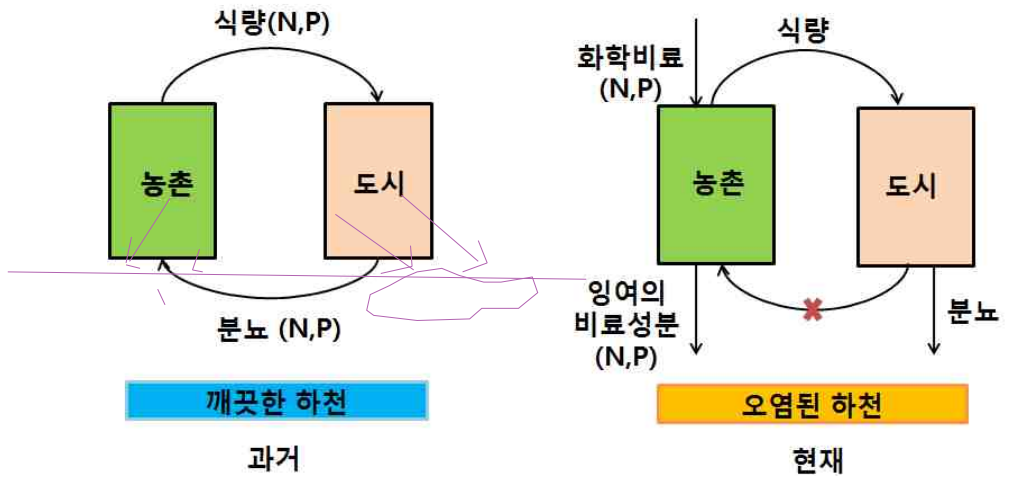 식량(N,P)
농촌
도시
분뇨 (N,P)
깨끗한 하천
과거
화학비료
(N,P)
식량
농촌
도시
잉여의
비료성분
(N,P)
분뇨
오염된 하천
현재